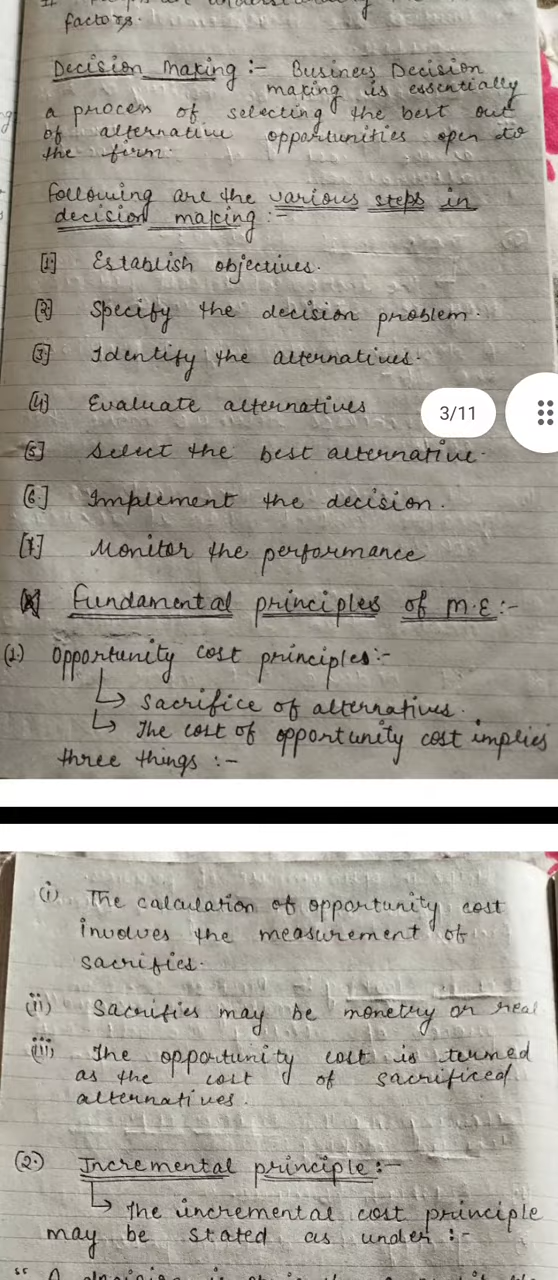 factors.
Decision Making :- Business Decision
making is essentially
a process of selecting the best out
of alternative opportunities open to
the firm.
following are the various steps in
decision making :-
[1] Establish objectives.
[2] Specify the decision problem.
[3] Identify the alternatives.
[4] Evaluate alternatives
3/11
[5] Select the best alternative.
[6] Implement the decision.
[7] Monitor the performance
Fundamental principles of M.E :-
(1.) Opportunity cost principles :-
↳ Sacrifice of alternatives.
↳ The cost of opportunity cost implies
three things :-
(i) The calculation of opportunity cost
involves the measurement of
sacrifies.
(ii) Sacrifies may be monetry or real
(iii) The opportunity cost is termed
as the cost of sacrificed
alternatives.
(2.) Incremental principle :-
↳ The incremental cost principle
may be stated as under :-